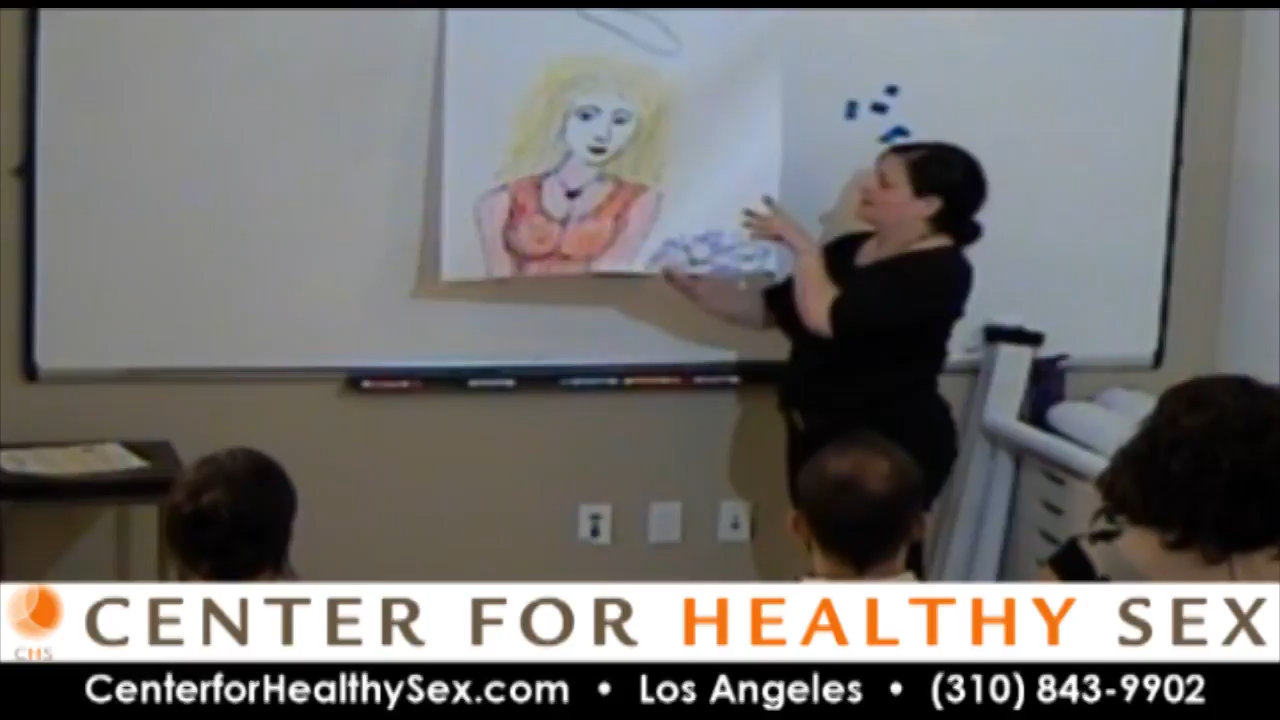 CENTER FOR HEALTHY SEX
CHS
CenterforHealthySex.com • Los Angeles • (310) 843-9902